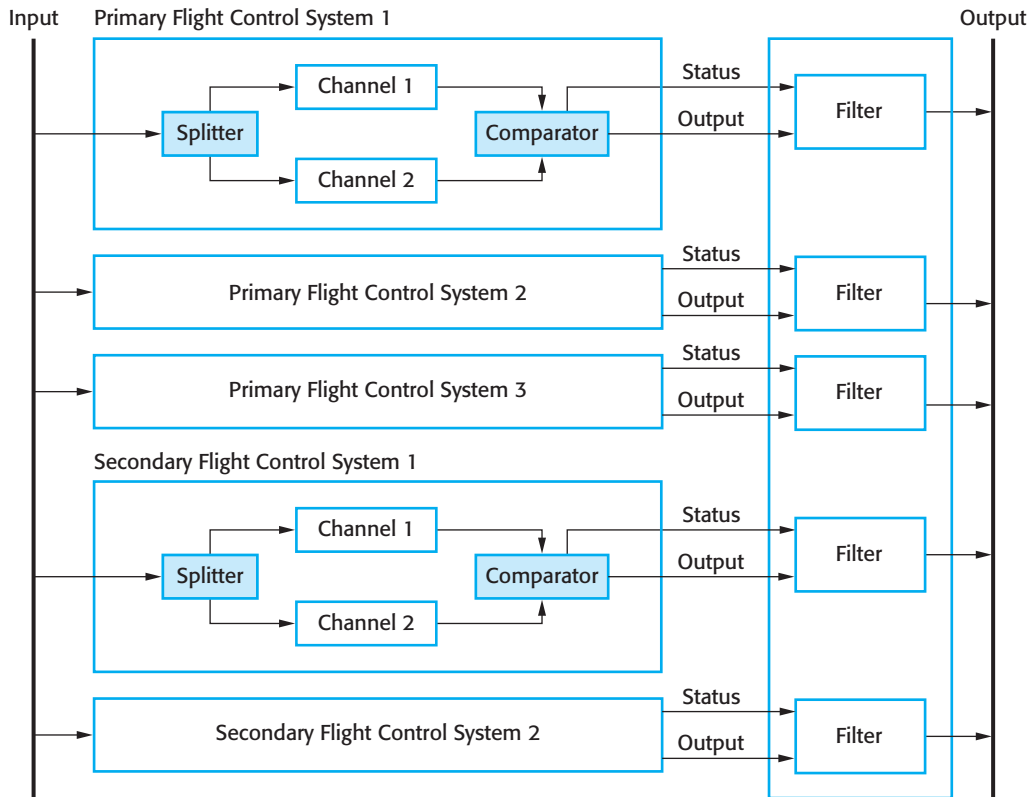 Input
Primary Flight Control System 1
Output
Channel 1
Status
Splitter
Comparator
Output
Filter
Channel 2
Status
Primary Flight Control System 2
Output
Filter
Status
Primary Flight Control System 3
Output
Filter
Secondary Flight Control System 1
Channel 1
Status
Splitter
Comparator
Output
Filter
Channel 2
Status
Secondary Flight Control System 2
Output
Filter